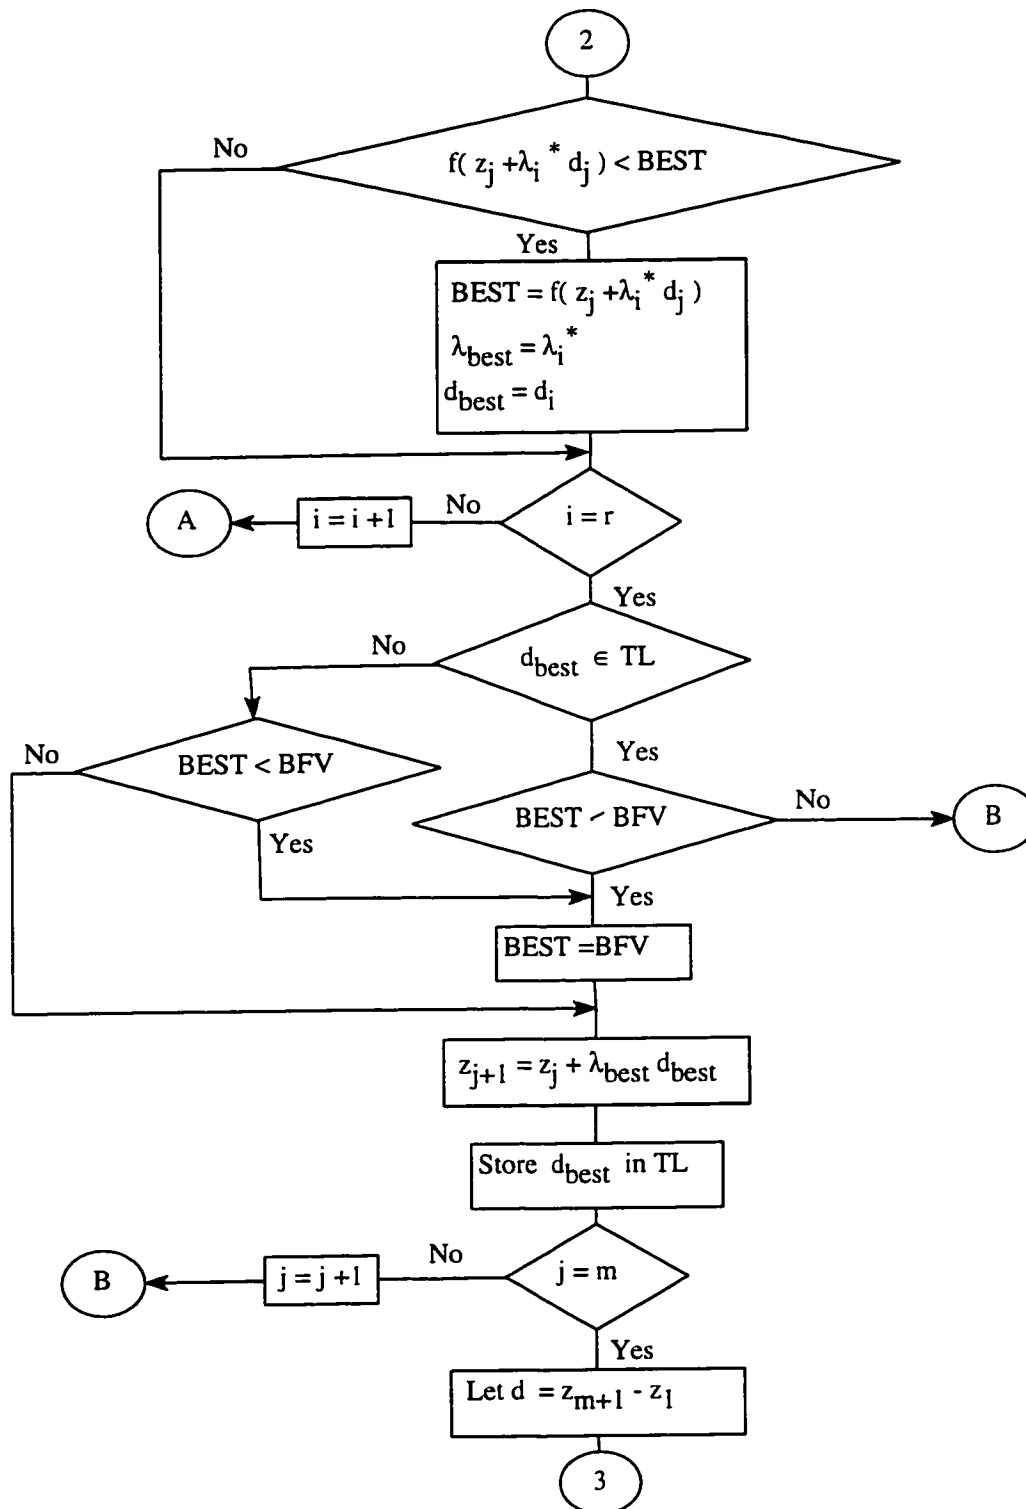 2
No
f( z_j +λ_i* d_j ) < BEST
Yes
BEST = f( z_j +λ_i* d_j )
λ_best = λ_i*
d_best = d_i
A
i = i +1
No
i = r
Yes
No
d_best ∈ TL
No
BEST < BFV
Yes
BEST < BFV
No
B
Yes
Yes
BEST =BFV
z_j+1 = z_j + λ_best d_best
Store d_best in TL
B
j = j +1
No
j = m
Yes
Let d = z_m+1 - z_1
3